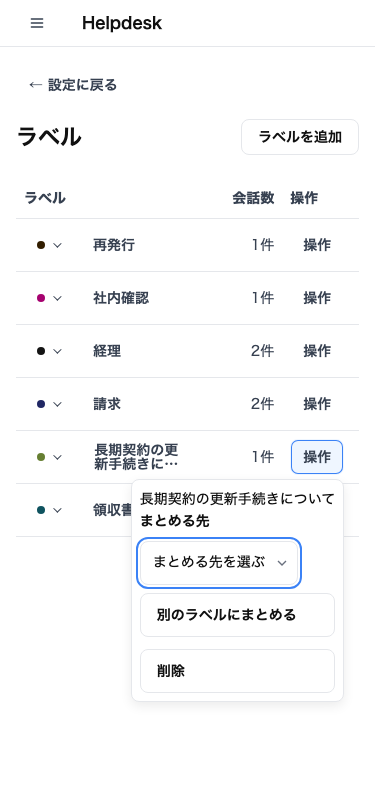 Helpdesk
← 設定に戻る
ラベル
ラベルを追加
ラベル 会話数 操作
再発行 1件 操作
社内確認 1件 操作
経理 2件 操作
請求 2件 操作
長期契約の更
新手続きに… 1件 操作
領収書
長期契約の更新手続きについて
まとめる先
まとめる先を選ぶ
別のラベルにまとめる
削除